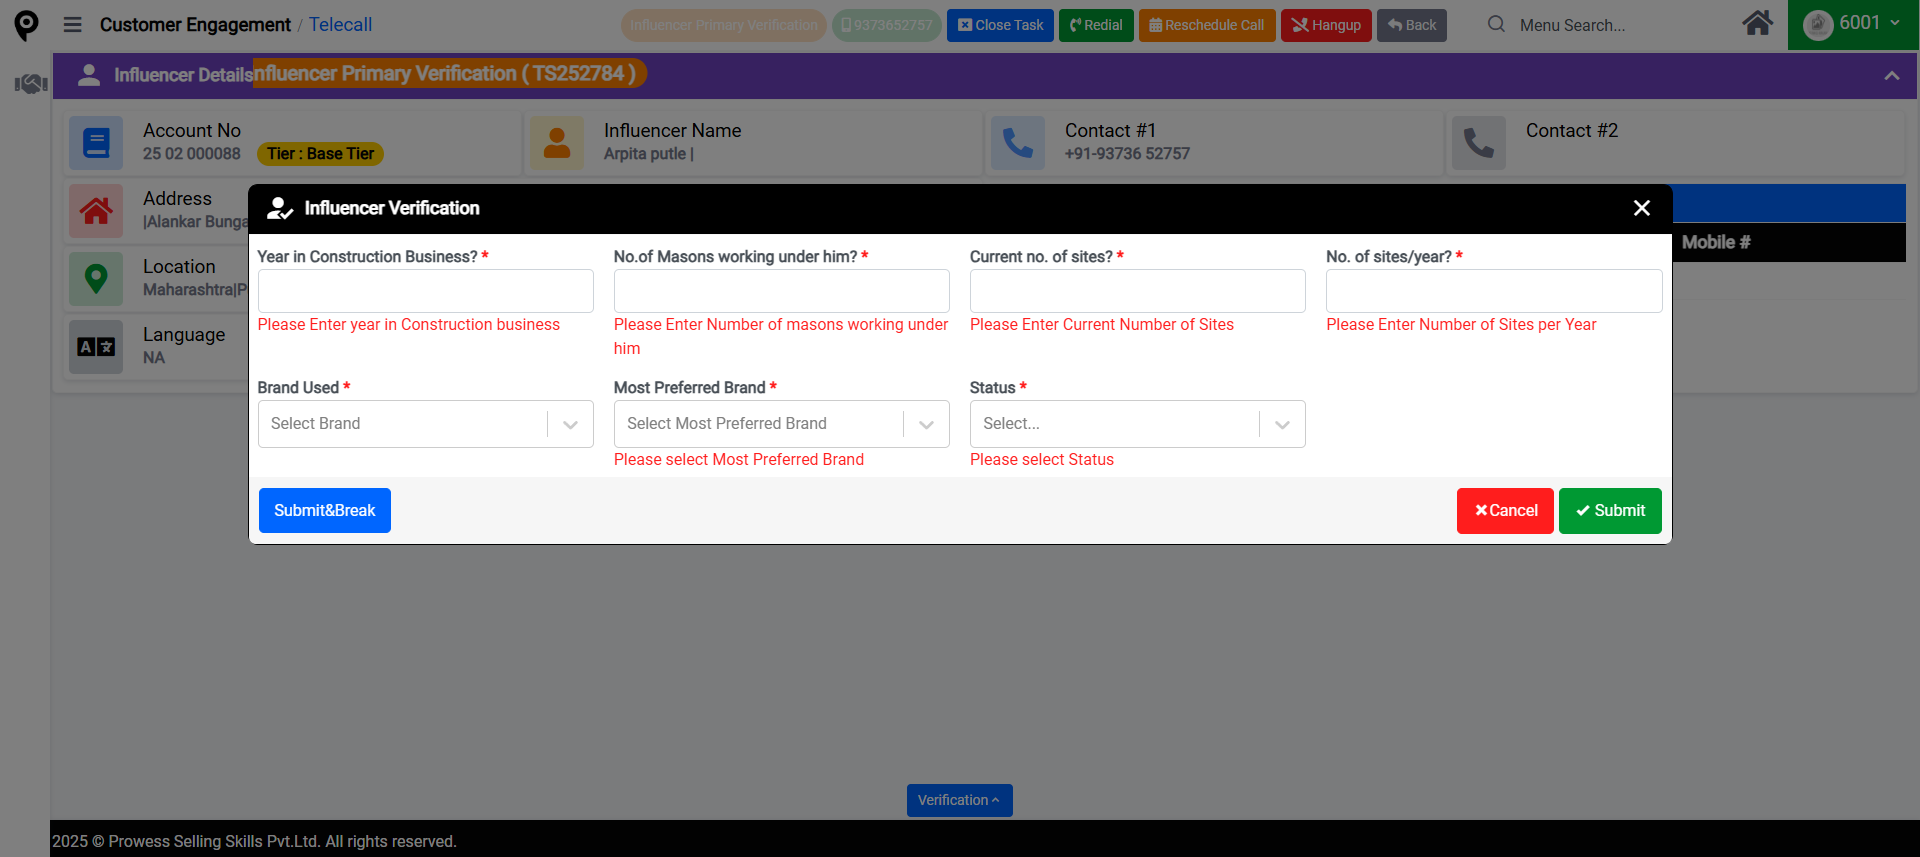 Customer Engagement / Telecall
Influencer Primary Verification
9373652757
Close Task
Redial
Reschedule Call
Hangup
Back
Menu Search...
6001
Influencer Details
nfluencer Primary Verification ( TS252784 )
Account No
25 02 000088
Tier : Base Tier
Influencer Name
Arpita putle |
Contact #1
+91-93736 52757
Contact #2
Address
|Alankar Bunga
Mobile #
Location
Maharashtra|P
Language
NA
Influencer Verification
Year in Construction Business? *
No.of Masons working under him? *
Current no. of sites? *
No. of sites/year? *
Please Enter year in Construction business
Please Enter Number of masons working under
him
Please Enter Current Number of Sites
Please Enter Number of Sites per Year
Brand Used *
Most Preferred Brand *
Status *
Select Brand
Select Most Preferred Brand
Select...
Please select Most Preferred Brand
Please select Status
Submit&Break
Cancel
Submit
Verification
2025 © Prowess Selling Skills Pvt.Ltd. All rights reserved.